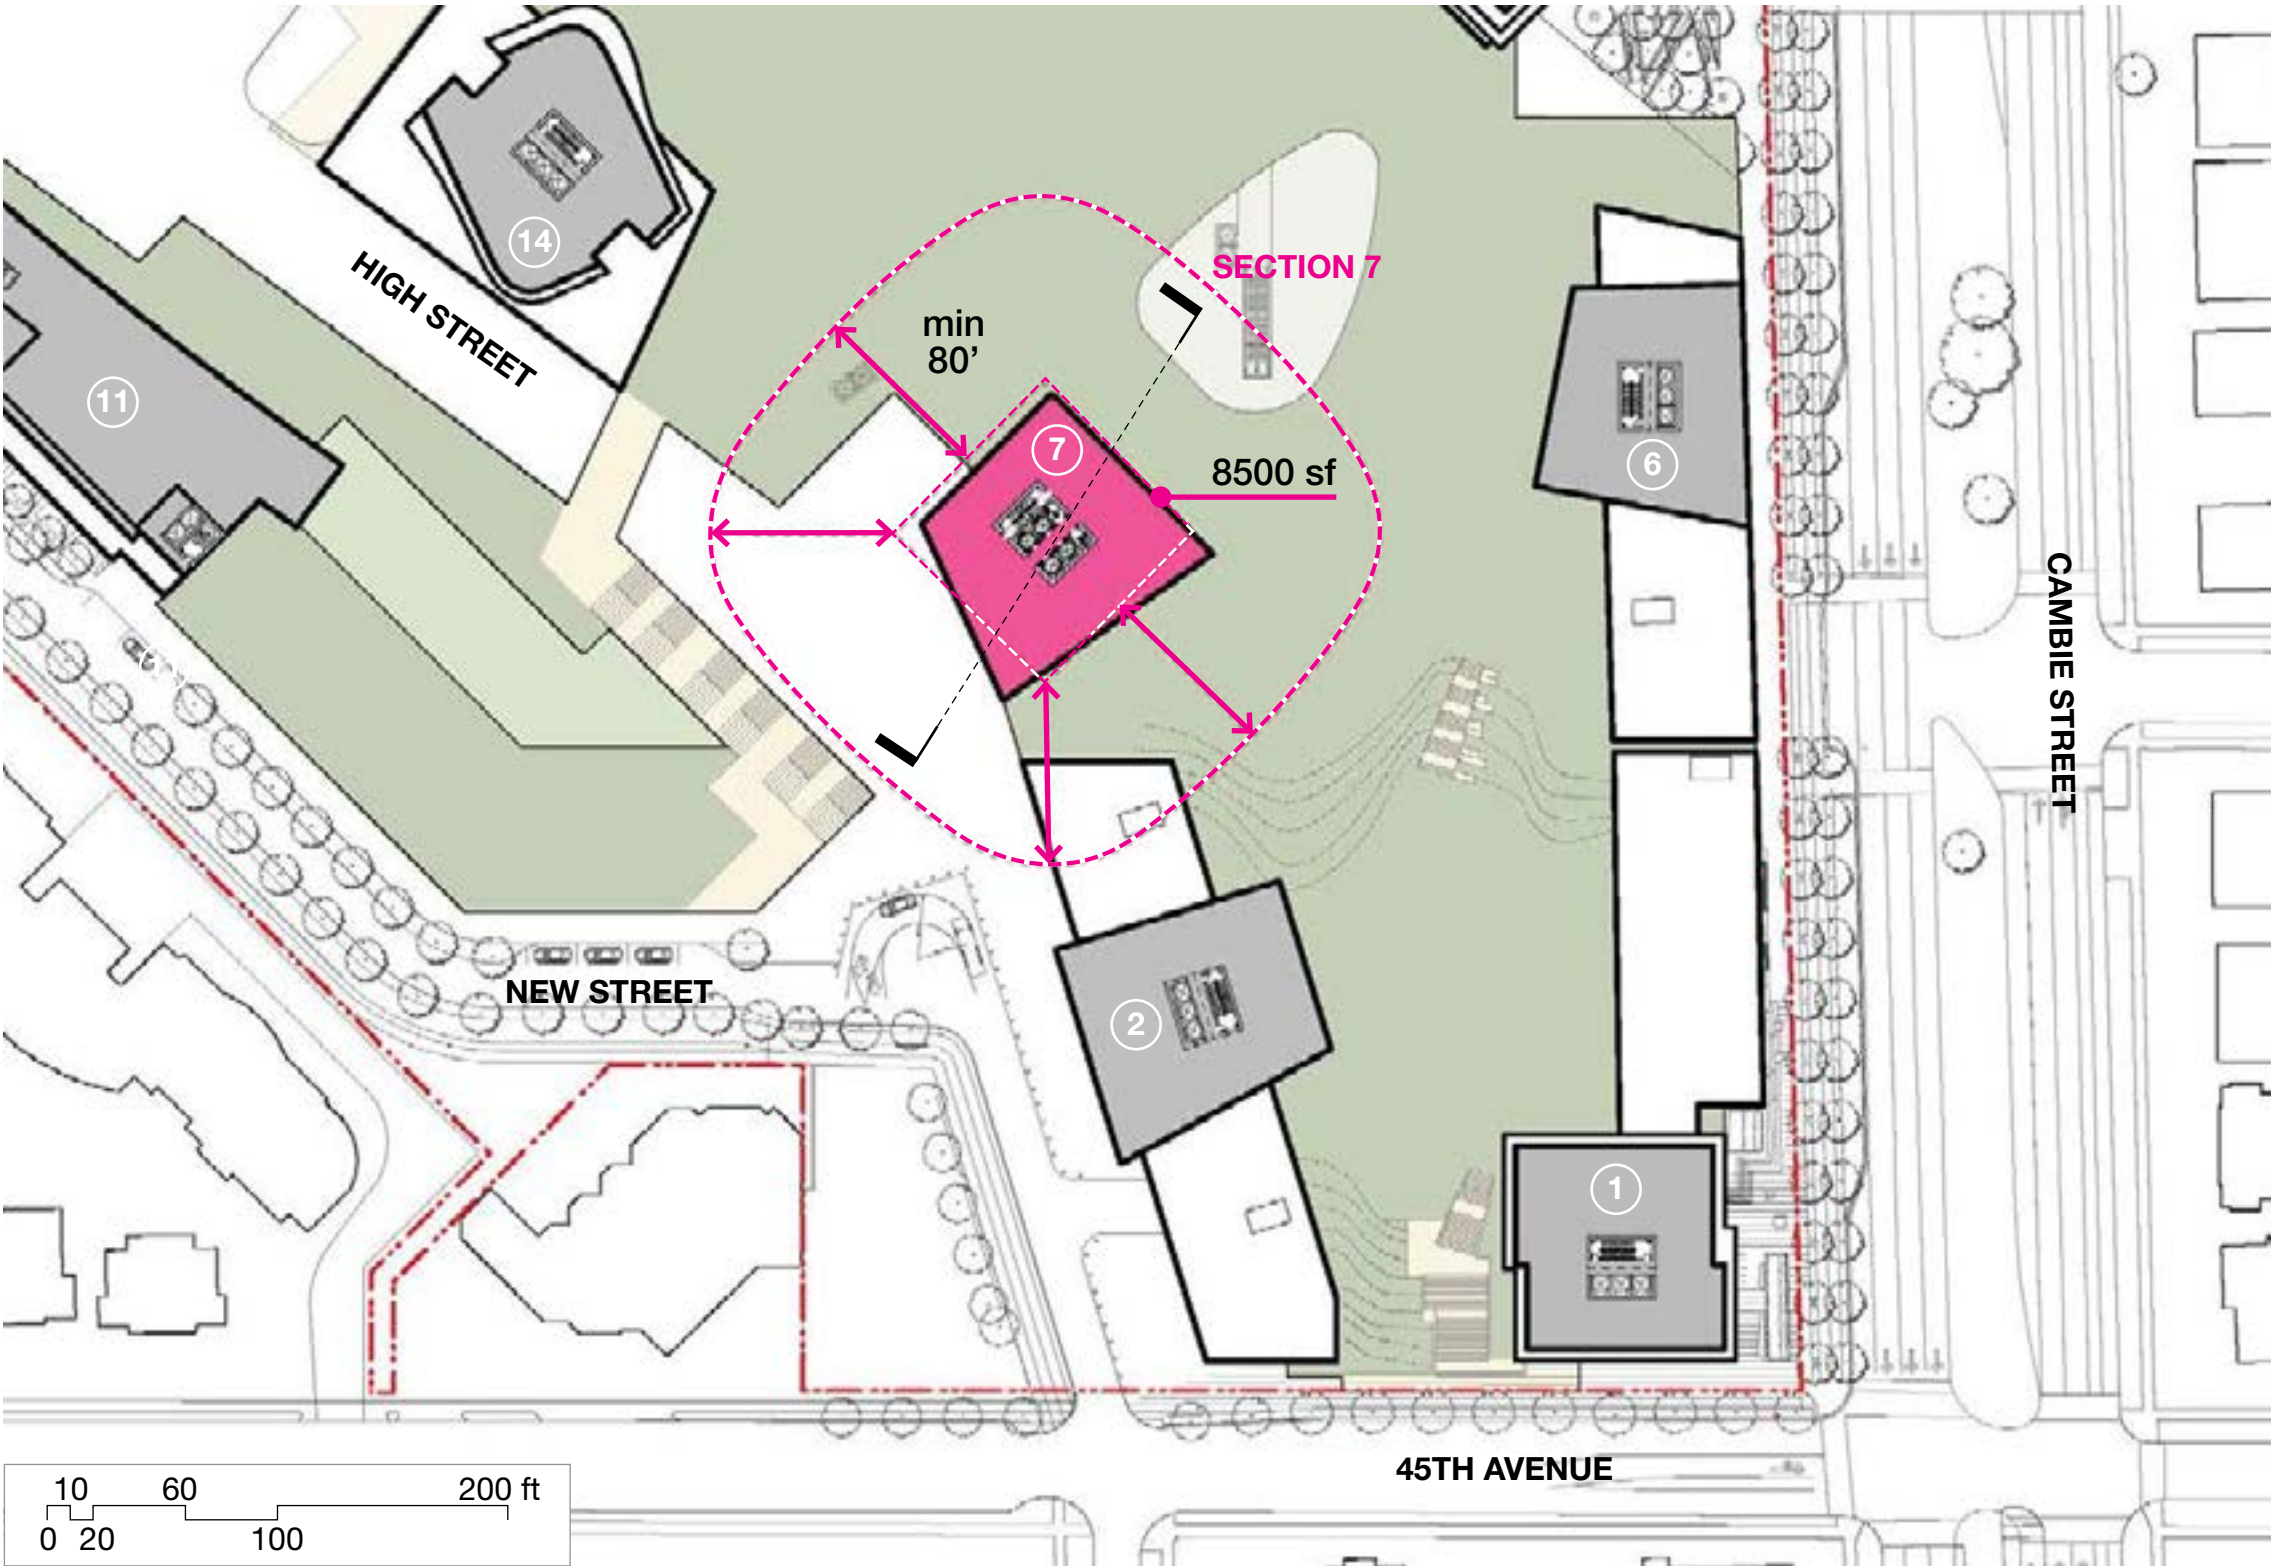 14
HIGH STREET
SECTION 7
min
80’
11
7
8500 sf
6
CAMBIE STREET
NEW STREET
2
1
45TH AVENUE
10 60 200 ft
0 20 100